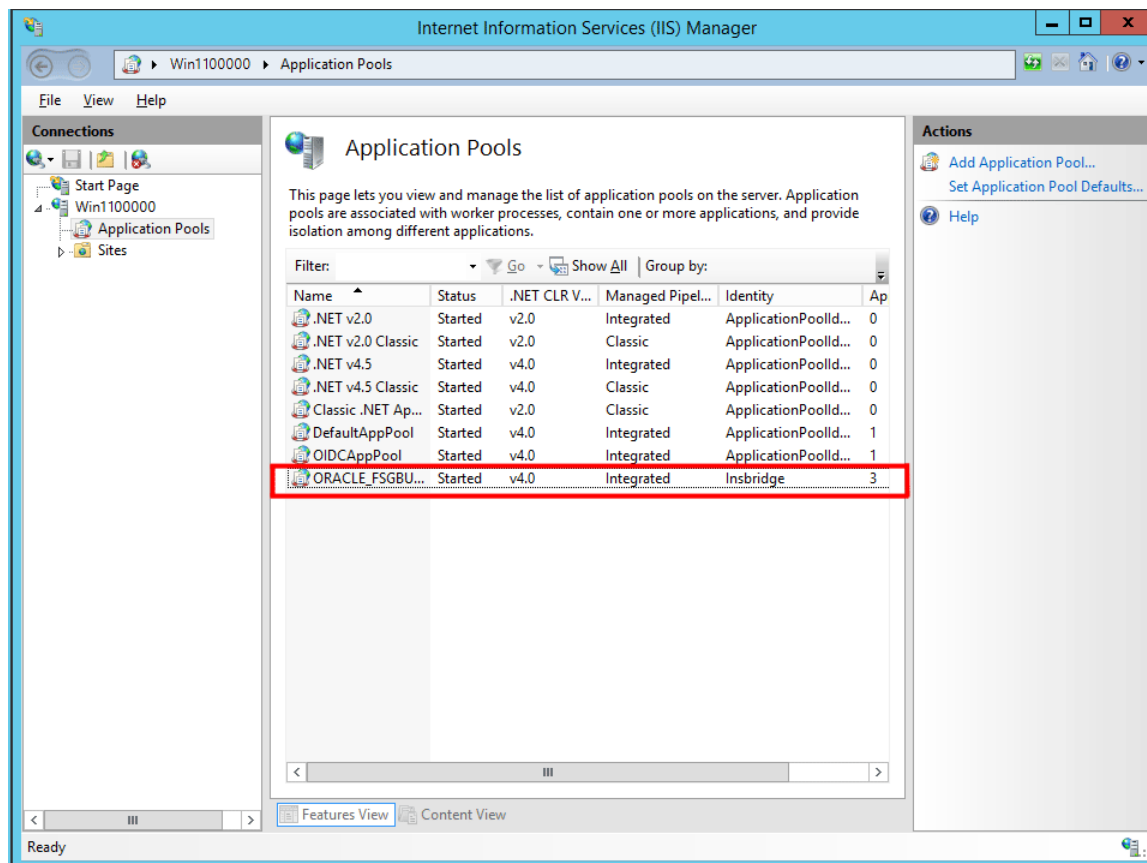 Internet Information Services (IIS) Manager
Win1100000 Application Pools
File View Help
Connections
Start Page
Win1100000
Application Pools
Sites
Application Pools
This page lets you view and manage the list of application pools on the server. Application
pools are associated with worker processes, contain one or more applications, and provide
isolation among different applications.
Filter: Go Show All Group by:
Name Status .NET CLR V... Managed Pipel... Identity Ap
.NET v2.0 Started v2.0 Integrated ApplicationPoolId... 0
.NET v2.0 Classic Started v2.0 Classic ApplicationPoolId... 0
.NET v4.5 Started v4.0 Integrated ApplicationPoolId... 0
.NET v4.5 Classic Started v4.0 Classic ApplicationPoolId... 0
Classic .NET Ap... Started v2.0 Classic ApplicationPoolId... 0
DefaultAppPool Started v4.0 Integrated ApplicationPoolId... 1
OIDCAppPool Started v4.0 Integrated ApplicationPoolId... 1
ORACLE_FSGBU... Started v4.0 Integrated Insbridge 3
Features View Content View
Actions
Add Application Pool...
Set Application Pool Defaults...
Help
Ready